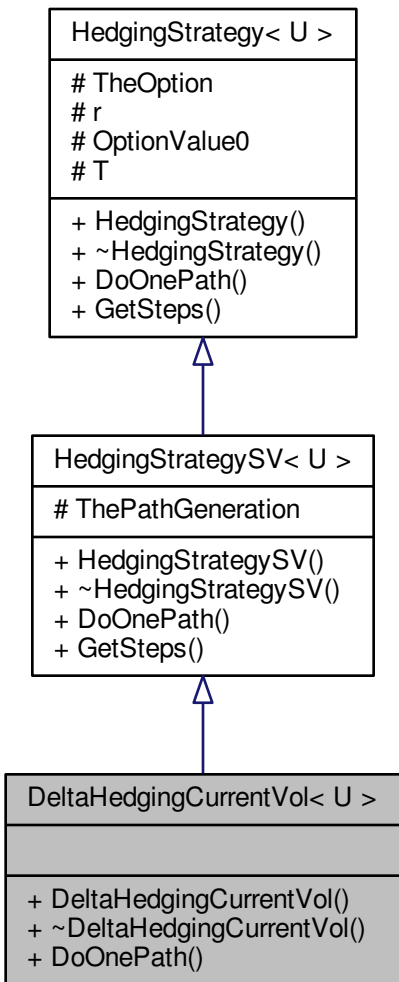 HedgingStrategy< U >
# TheOption
# r
# OptionValue0
# T
+ HedgingStrategy()
+ ~HedgingStrategy()
+ DoOnePath()
+ GetSteps()
HedgingStrategySV< U >
# ThePathGeneration
+ HedgingStrategySV()
+ ~HedgingStrategySV()
+ DoOnePath()
+ GetSteps()
DeltaHedgingCurrentVol< U >
+ DeltaHedgingCurrentVol()
+ ~DeltaHedgingCurrentVol()
+ DoOnePath()